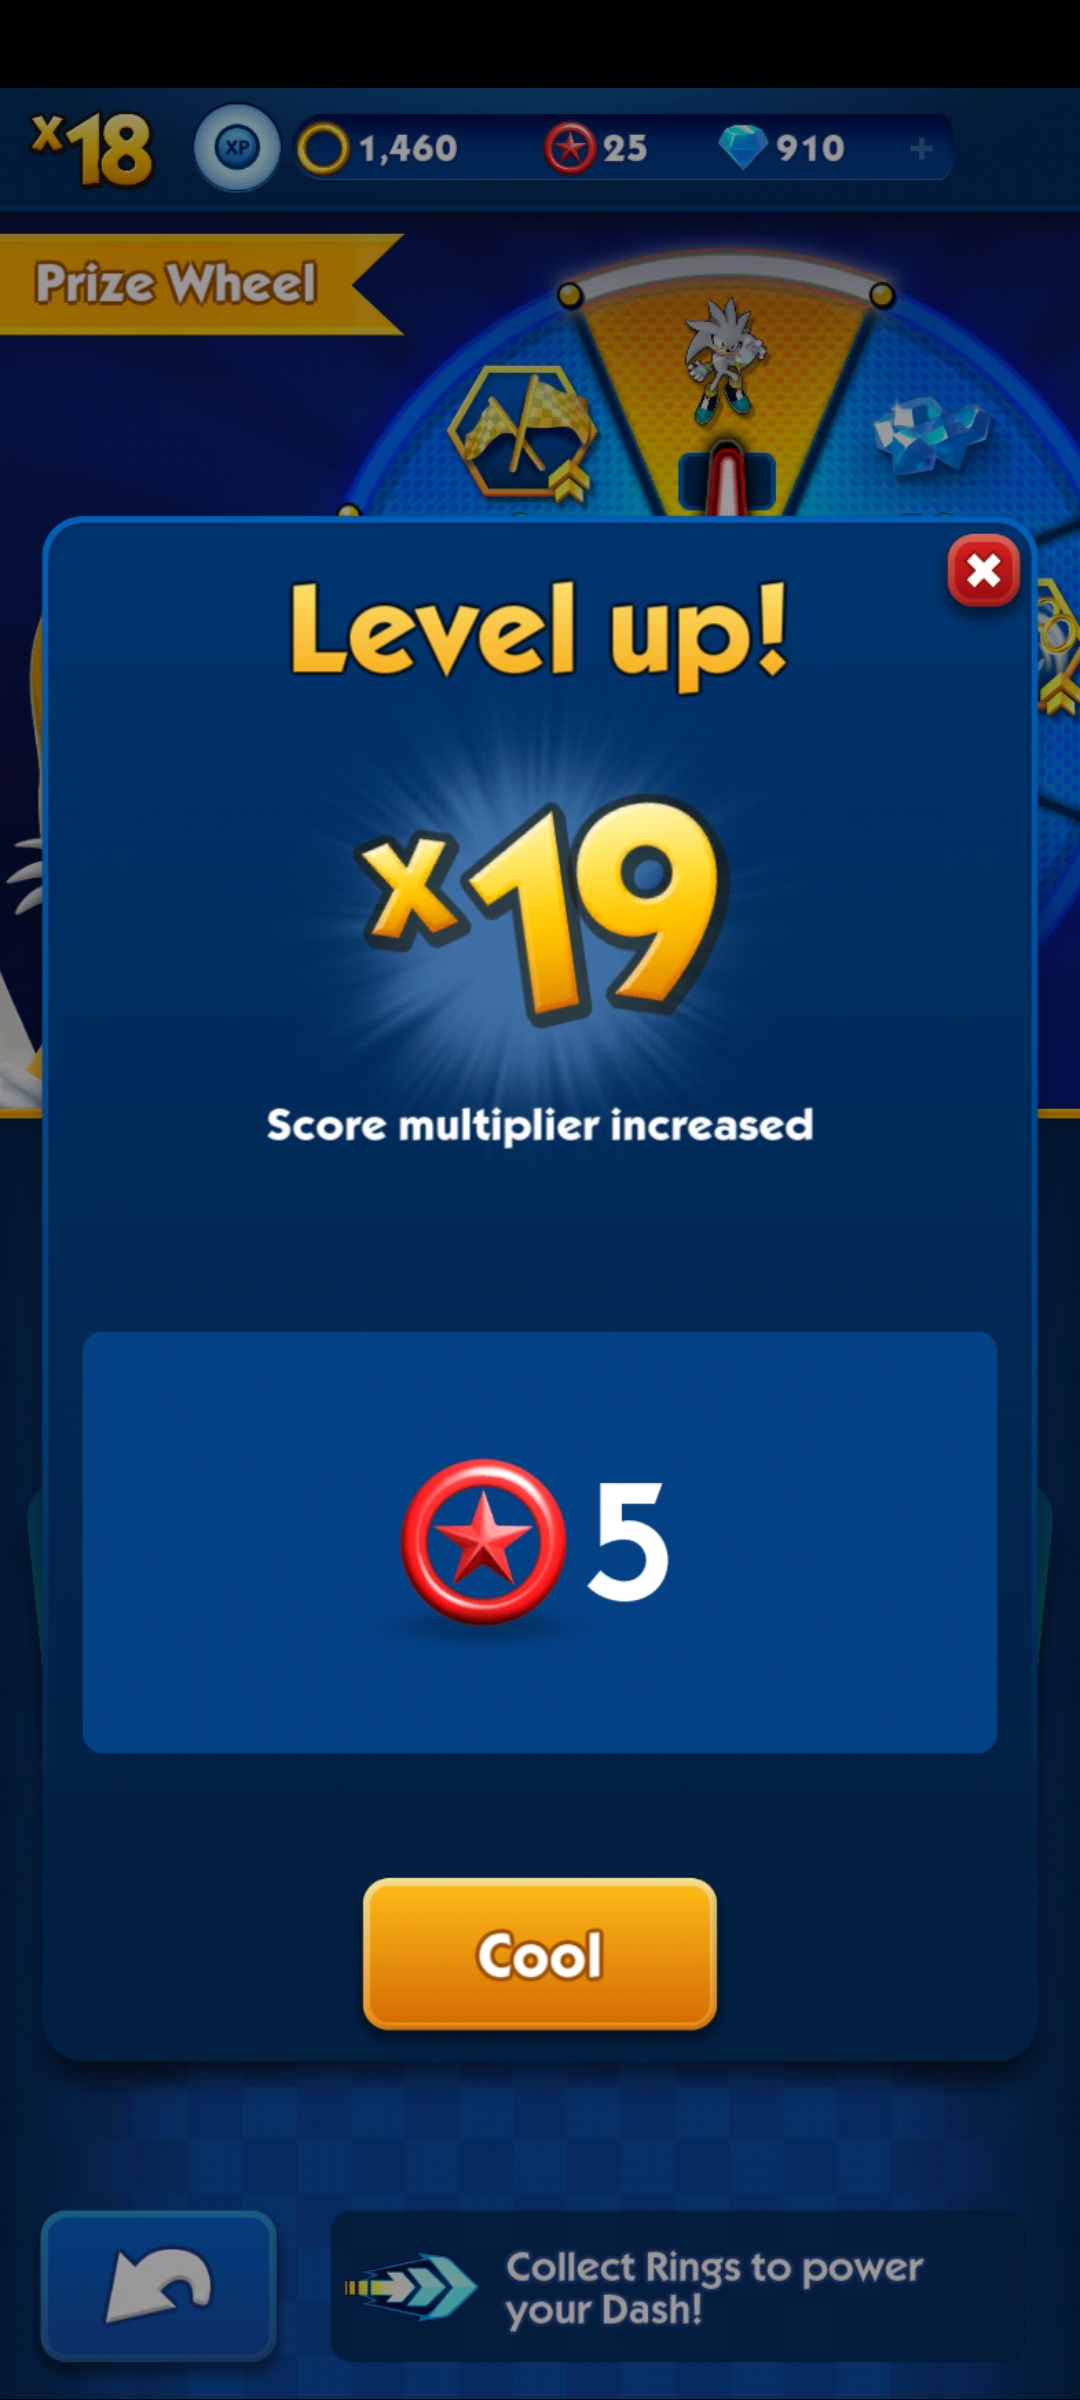 x18
XP
1,460
25
910
+
Prize Wheel
Level up!
x19
Score multiplier increased
5
Cool
Collect Rings to power
your Dash!